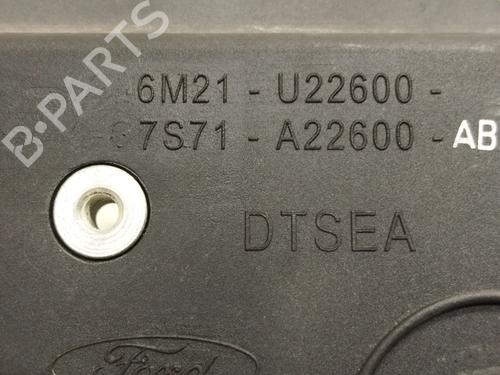 B-PARTS
6M21 - U22600 -
7S71 - A22600 - AB
DTSEA
Ford